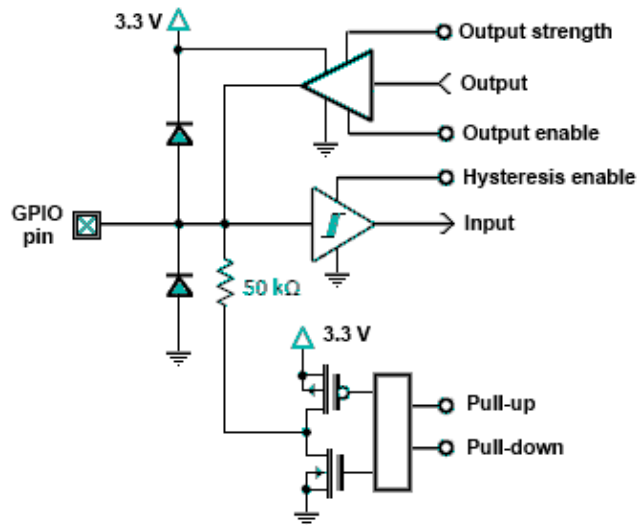 3.3 V
Output strength
Output
Output enable
Hysteresis enable
GPIO
pin
Input
50 kΩ
3.3 V
Pull-up
Pull-down